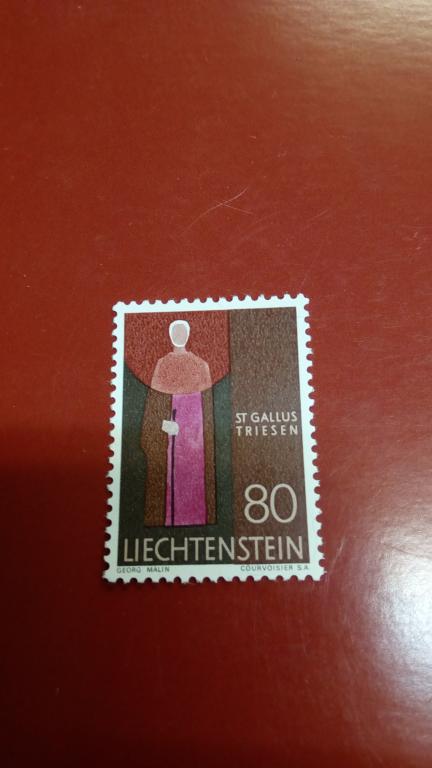 ST GALLUS
TRIESEN
80
LIECHTENSTEIN
GEORG MALIN COURVOISIER S.A.